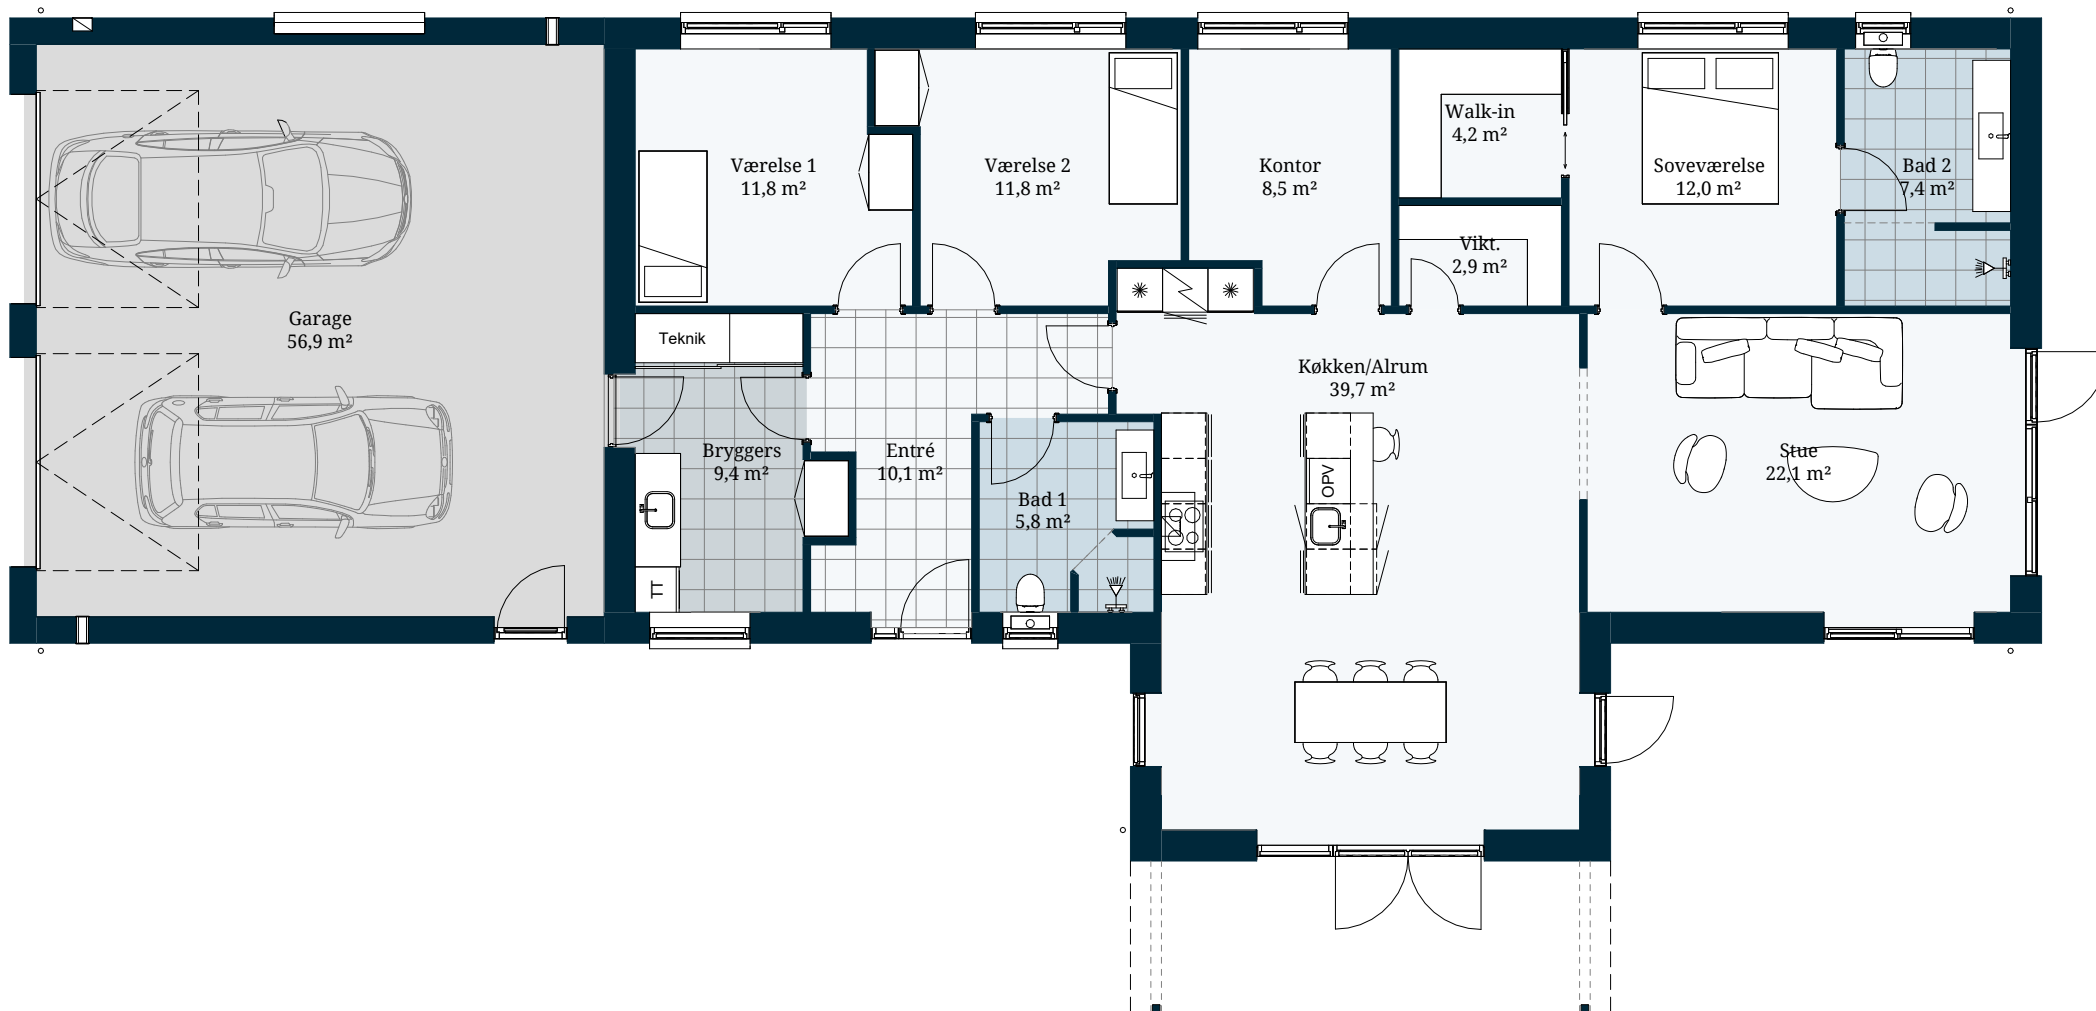 Værelse 1
11,8 m²
Værelse 2
11,8 m²
Kontor
8,5 m²
Walk-in
4,2 m²
Soveværelse
12,0 m²
Bad 2
7,4 m²
Vikt.
2,9 m²
Garage
56,9 m²
Teknik
Køkken/Alrum
39,7 m²
Bryggers
9,4 m²
Entré
10,1 m²
Bad 1
5,8 m²
OPV
Stue
22,1 m²
TT